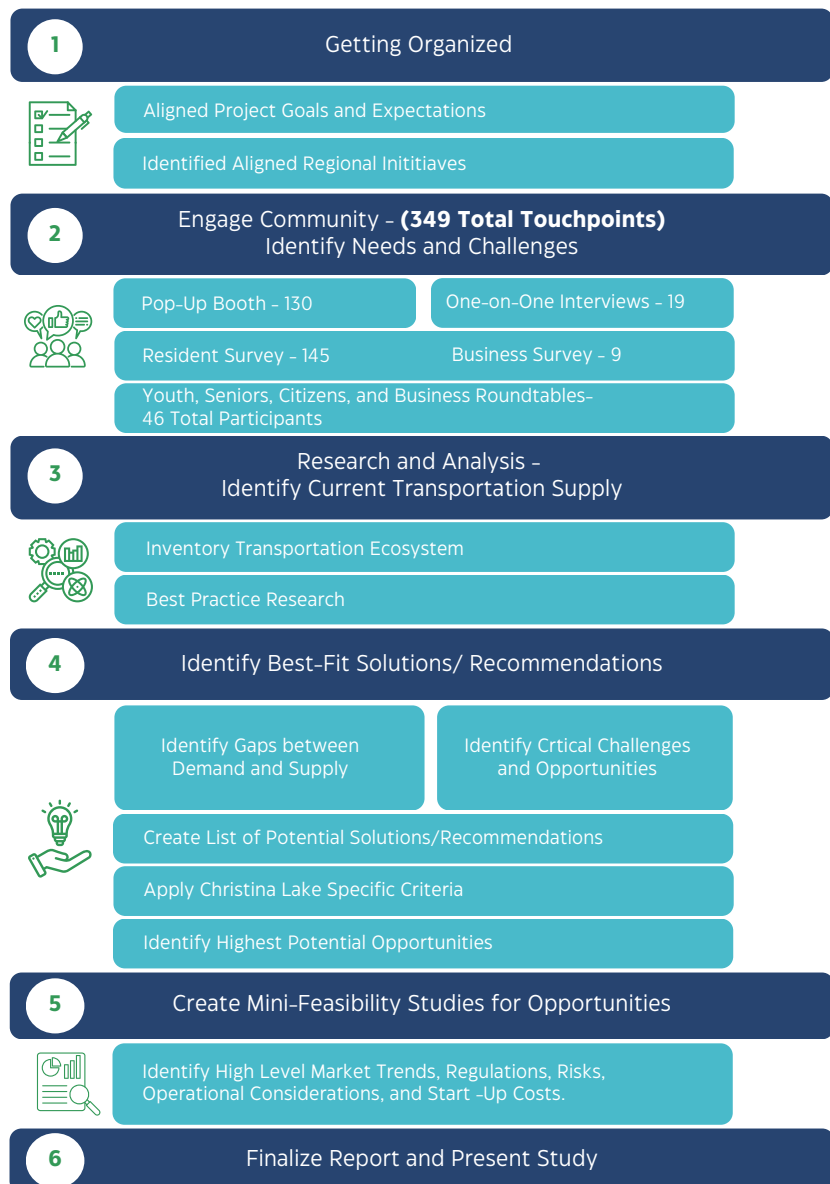 1
Getting Organized
Aligned Project Goals and Expectations
Identified Aligned Regional Inititiaves
2
Engage Community - (349 Total Touchpoints)
Identify Needs and Challenges
Pop-Up Booth - 130
One-on-One Interviews - 19
Resident Survey - 145
Business Survey - 9
Youth, Seniors, Citizens, and Business Roundtables-
46 Total Participants
3
Research and Analysis -
Identify Current Transportation Supply
Inventory Transportation Ecosystem
Best Practice Research
4
Identify Best-Fit Solutions/ Recommendations
Identify Gaps between
Demand and Supply
Identify Crtical Challenges
and Opportunities
Create List of Potential Solutions/Recommendations
Apply Christina Lake Specific Criteria
Identify Highest Potential Opportunities
5
Create Mini-Feasibility Studies for Opportunities
Identify High Level Market Trends, Regulations, Risks,
Operational Considerations, and Start -Up Costs.
6
Finalize Report and Present Study